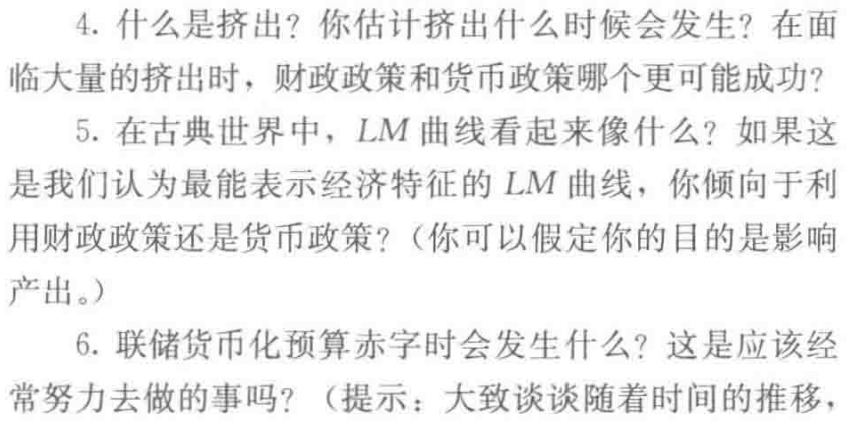 4. 什么是挤出？你估计挤出什么时候会发生？在面
临大量的挤出时，财政政策和货币政策哪个更可能成功？
5. 在古典世界中，LM 曲线看起来像什么？如果这
是我们认为最能表示经济特征的 LM 曲线，你倾向于利
用财政政策还是货币政策？（你可以假定你的目的是影响
产出。）
6. 联储货币化预算赤字时会发生什么？这是应该经
常努力去做的事吗？（提示：大致谈谈随着时间的推移，